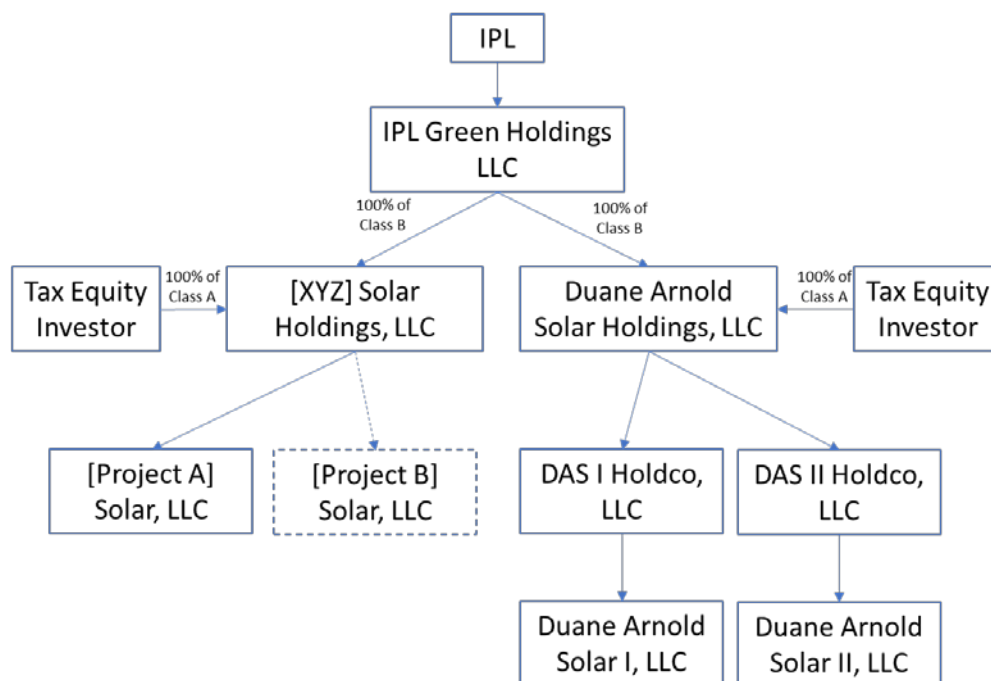 IPL
IPL Green Holdings
LLC
100% of
Class B
100% of
Class B
Tax Equity
Investor
100% of
Class A
[XYZ] Solar
Holdings, LLC
Duane Arnold
Solar Holdings, LLC
100% of
Class A
Tax Equity
Investor
[Project A]
Solar, LLC
[Project B]
Solar, LLC
DAS I Holdco,
LLC
DAS II Holdco,
LLC
Duane Arnold
Solar I, LLC
Duane Arnold
Solar II, LLC